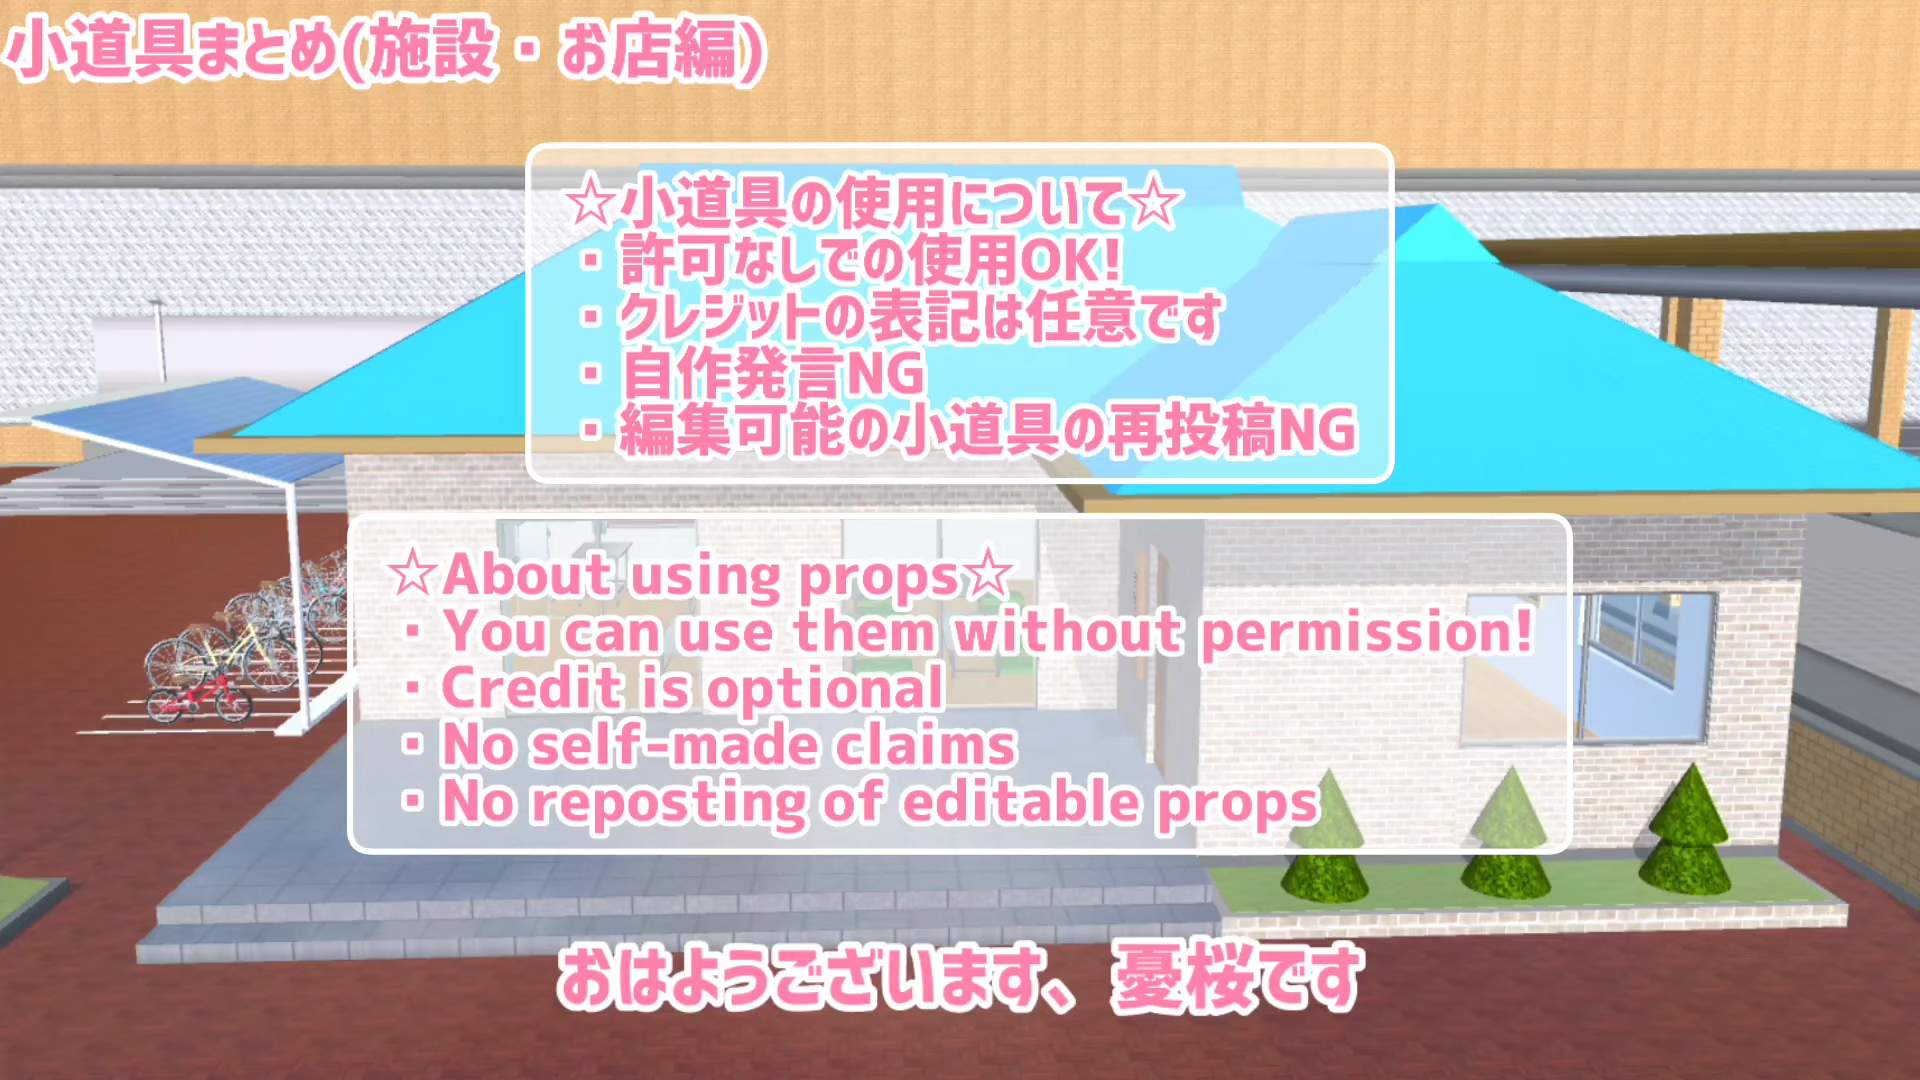 小道具まとめ(施設・お店編)
☆小道具の使用について☆
・許可なしでの使用OK!
・クレジットの表記は任意です
・自作発言NG
・編集可能の小道具の再投稿NG
☆About using props☆
・You can use them without permission!
・Credit is optional
・No self-made claims
・No reposting of editable props
おはようございます、憂桜です